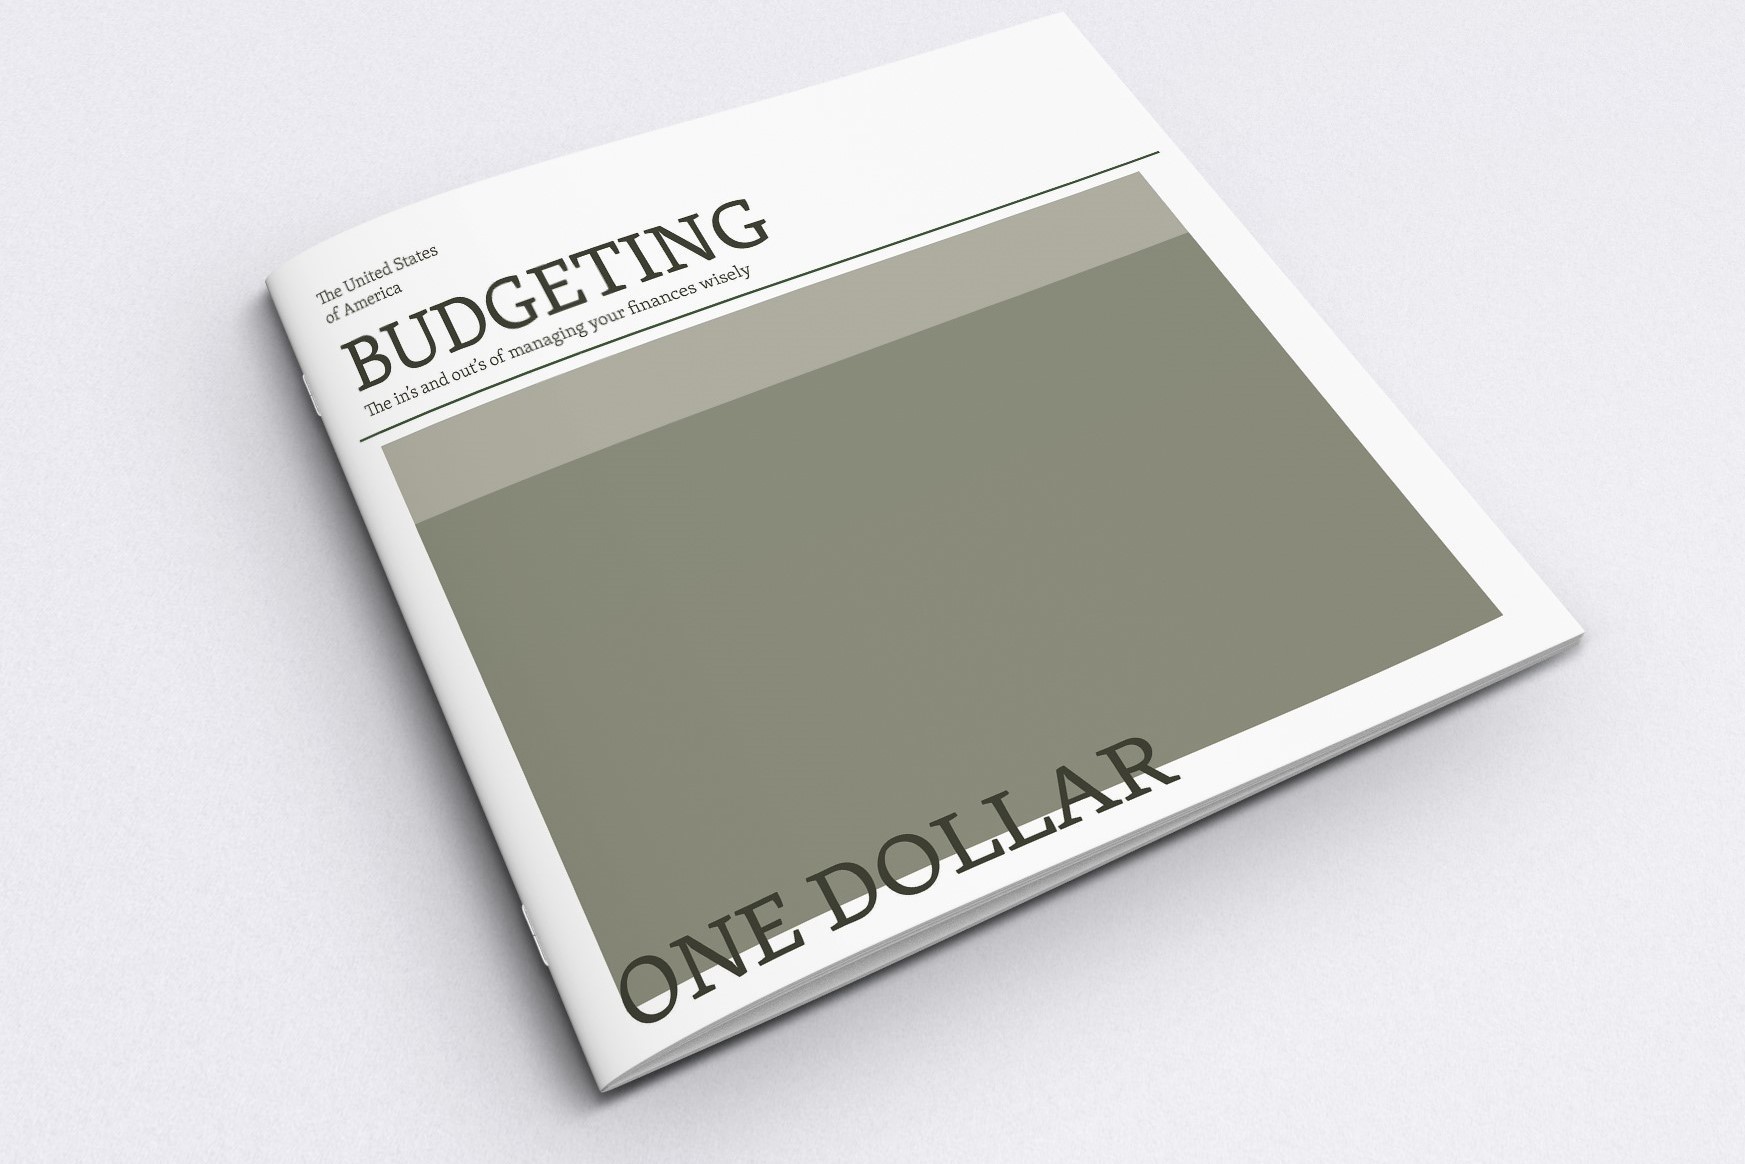 The United States
of America
BUDGETING
The in's and out's of managing your finances wisely
ONE DOLLAR